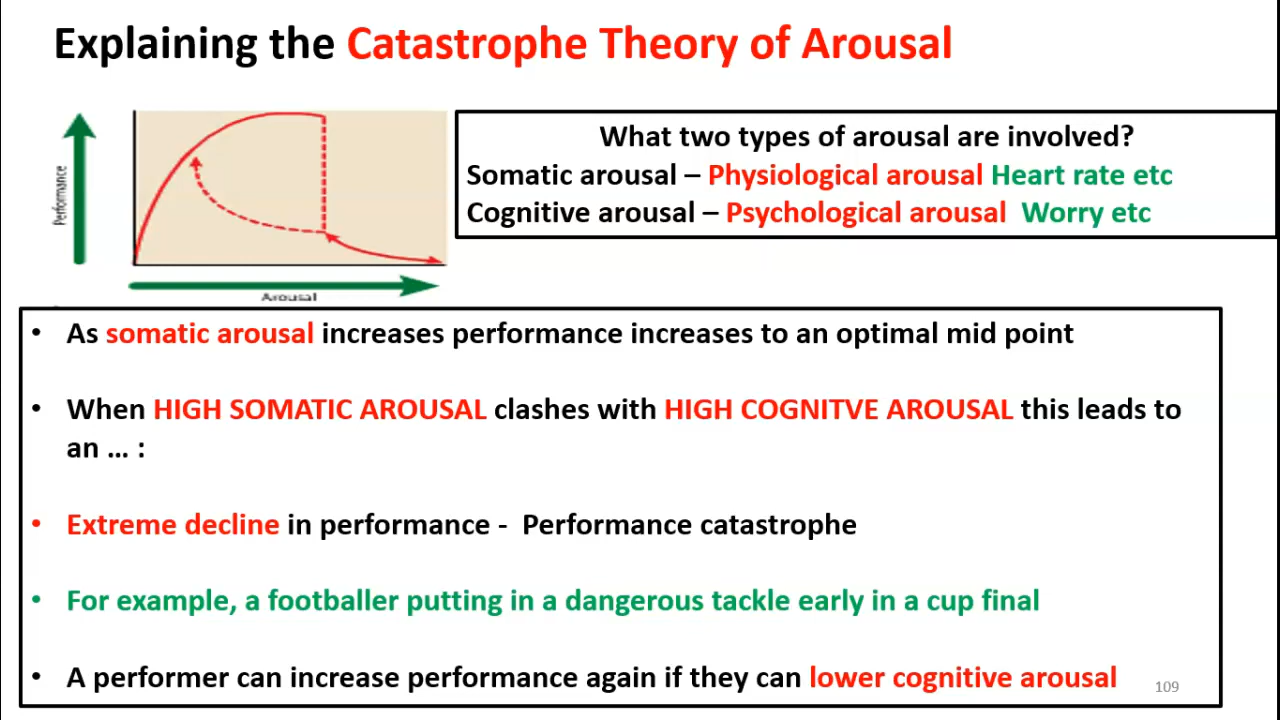 Explaining the Catastrophe Theory of Arousal
Performance
Arousal
What two types of arousal are involved?
Somatic arousal – Physiological arousal Heart rate etc
Cognitive arousal – Psychological arousal Worry etc
• As somatic arousal increases performance increases to an optimal mid point
• When HIGH SOMATIC AROUSAL clashes with HIGH COGNITVE AROUSAL this leads to
an ... :
• Extreme decline in performance - Performance catastrophe
• For example, a footballer putting in a dangerous tackle early in a cup final
• A performer can increase performance again if they can lower cognitive arousal
109